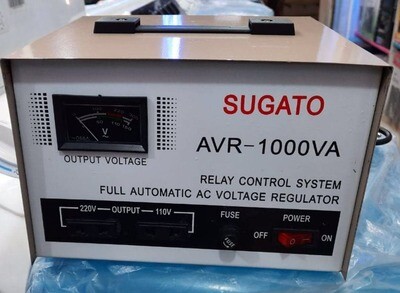 SUGATO
AVR-1000VA
V
OUTPUT VOLTAGE
RELAY CONTROL SYSTEM
FULL AUTOMATIC AC VOLTAGE REGULATOR
220V OUTPUT 110V
FUSE
FUSE
POWER
OFF ON